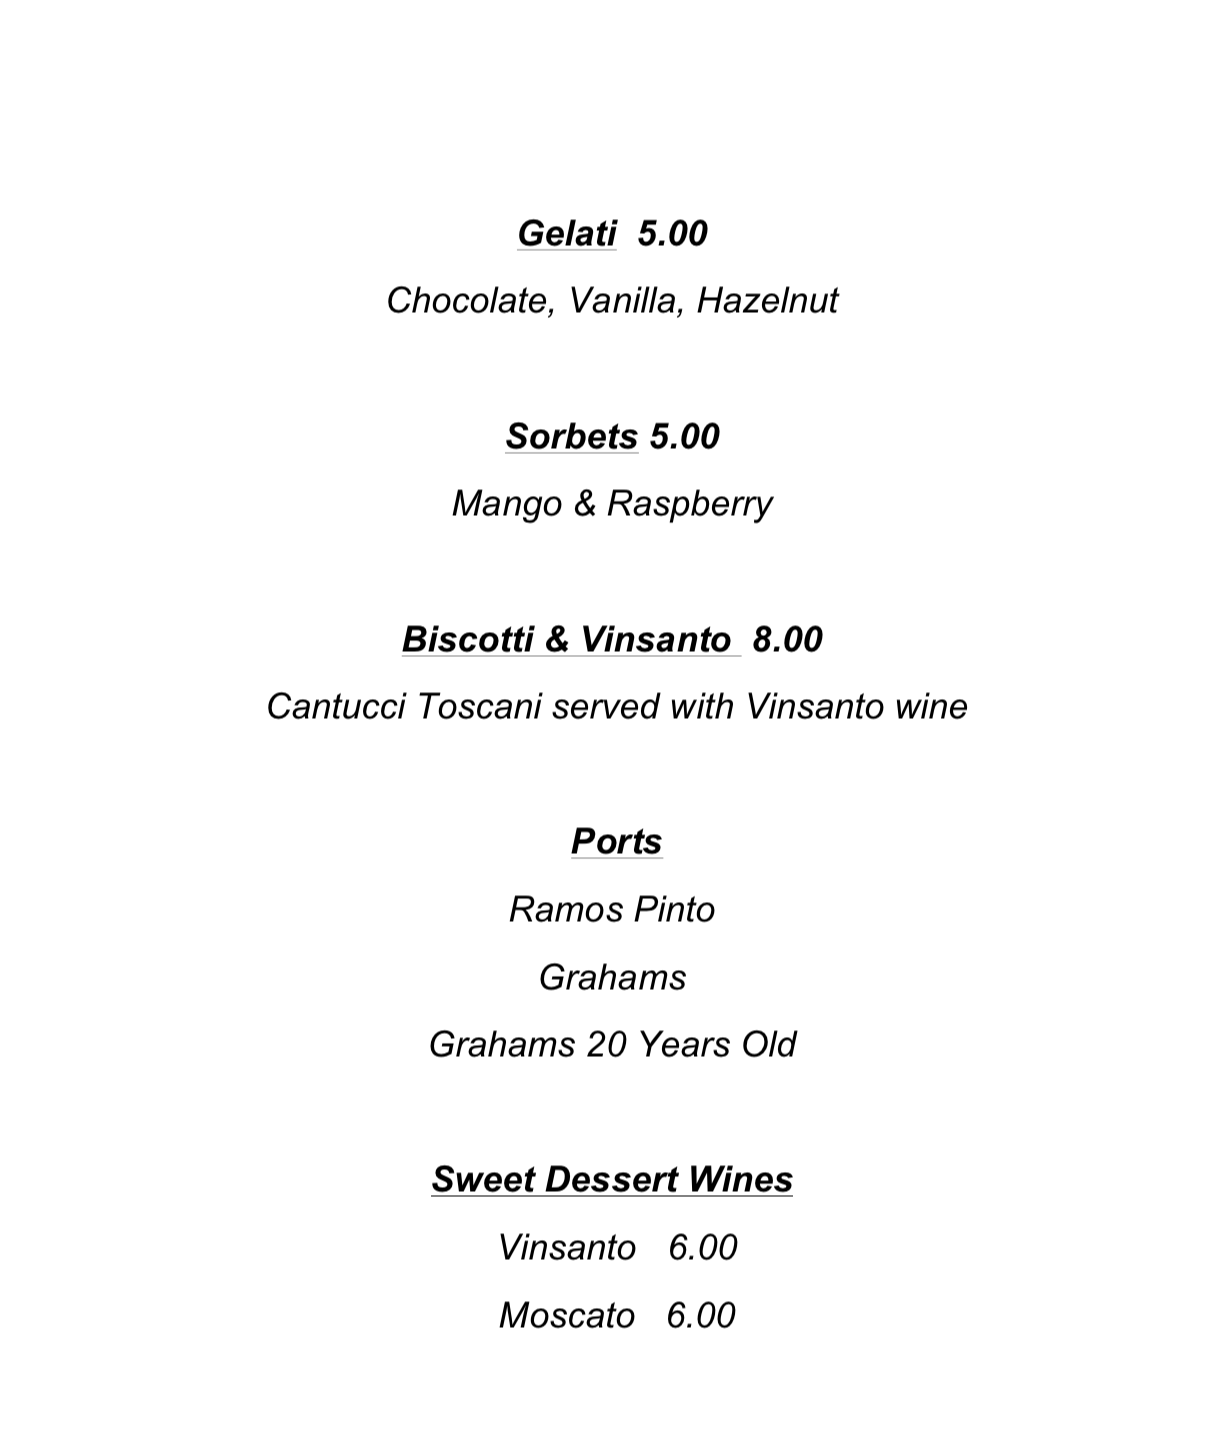 Gelati 5.00
Chocolate, Vanilla, Hazelnut
Sorbets 5.00
Mango & Raspberry
Biscotti & Vinsanto 8.00
Cantucci Toscani served with Vinsanto wine
Ports
Ramos Pinto
Grahams
Grahams 20 Years Old
Sweet Dessert Wines
Vinsanto 6.00
Moscato 6.00